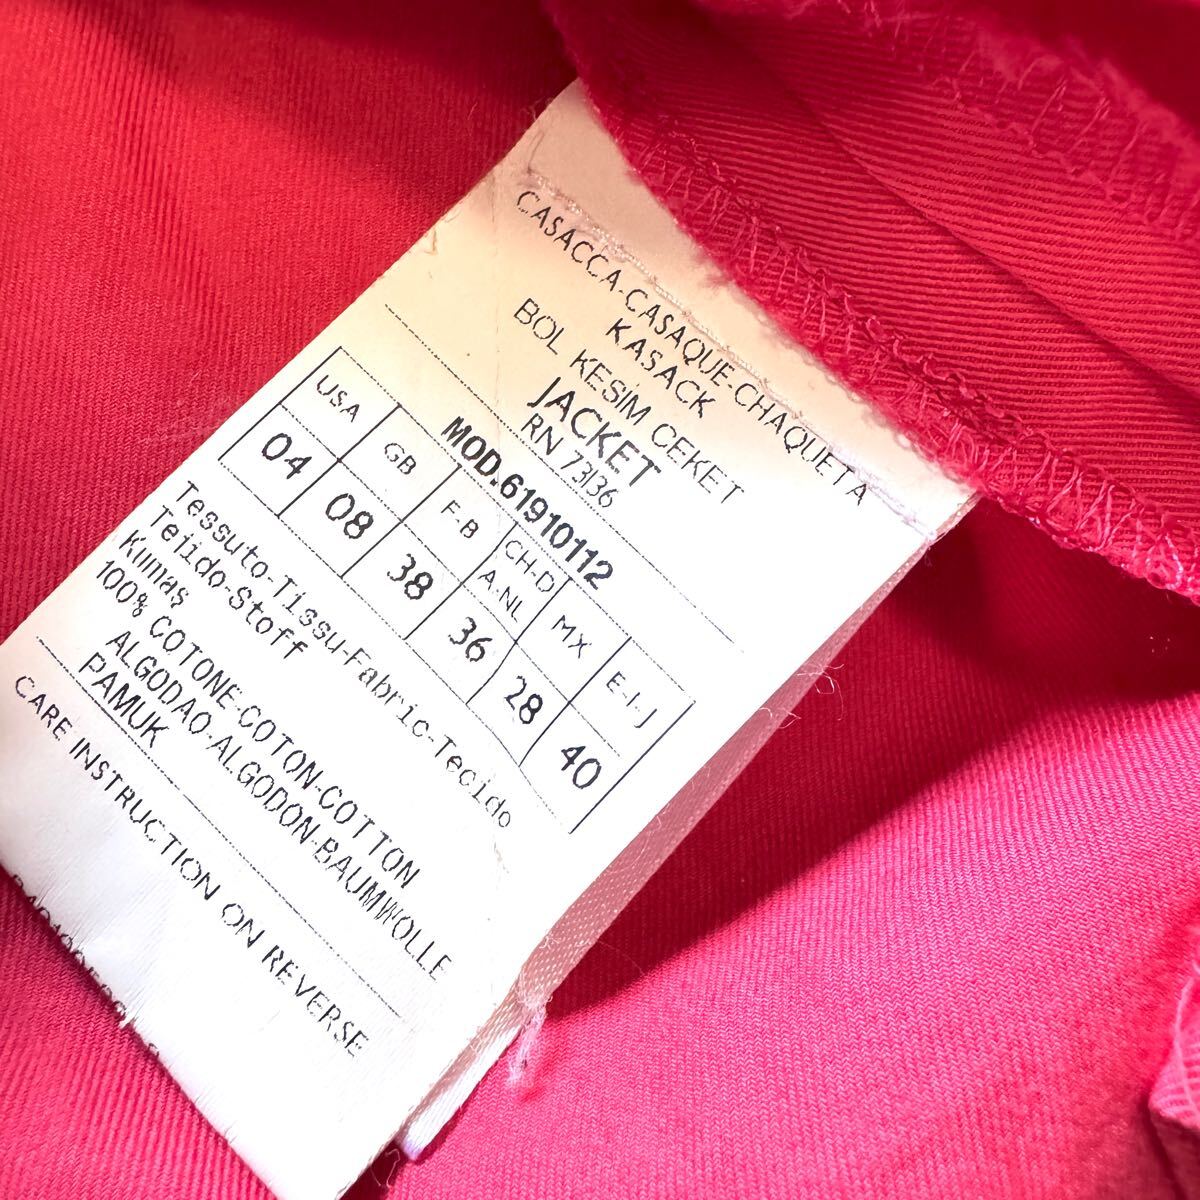 CASACCA-CASAQUE-CHAQUETA
KASACK
BOL KESIM CEKET
JACKET
RN 73136
MOD.61910112
USA GB F-B CH-D A-NL MX E-I-J
04 08 38 36 28 40
Tessuto-Tissu-Fabric-Tecido
Tejido-Stoff
Kumaş
100% COTONE-COTON-COTTON
ALGODAO-ALGODON-BAUMWOLLE
PAMUK
CARE INSTRUCTION ON REVERSE